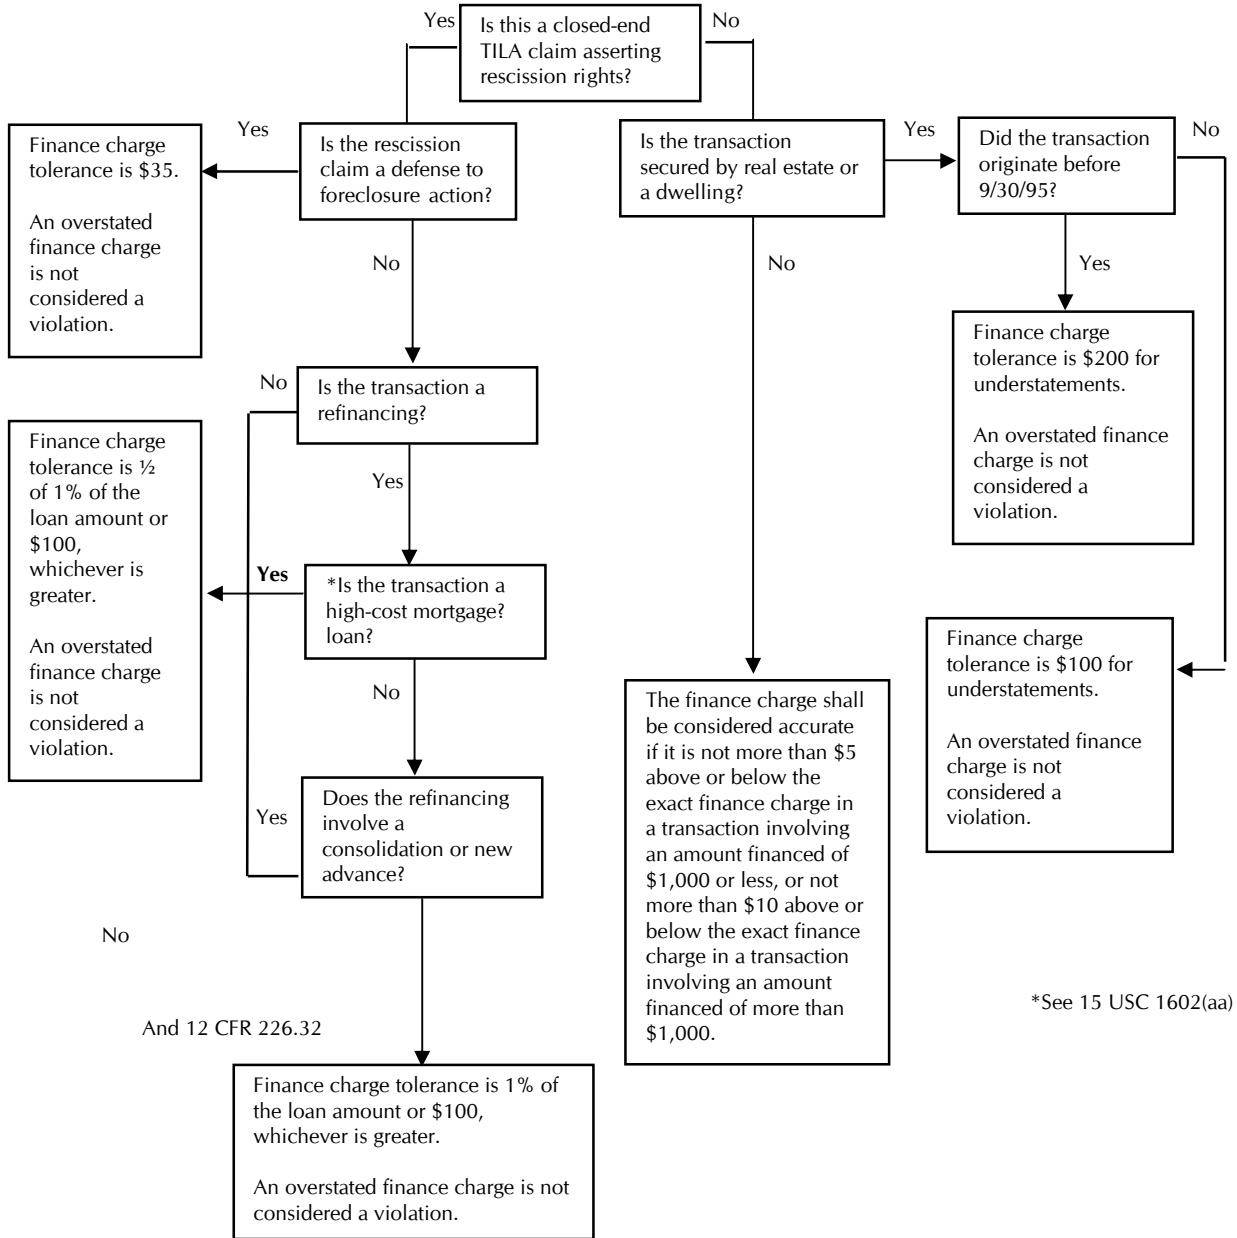 Yes
Is this a closed-end
TILA claim asserting
rescission rights?
No
Yes
Finance charge
tolerance is $35.
An overstated
finance charge
is not
considered a
violation.
Is the rescission
claim a defense to
foreclosure action?
Is the transaction
secured by real estate or
a dwelling?
Yes
Did the transaction
originate before
9/30/95?
No
No
No
Yes
Finance charge
tolerance is $200 for
understatements.
An overstated finance
charge is not
considered a
violation.
No
Is the transaction a
refinancing?
Finance charge
tolerance is ½
of 1% of the
loan amount or
$100,
whichever is
greater.
An overstated
finance charge
is not
considered a
violation.
Yes
Yes
*Is the transaction a
high-cost mortgage?
loan?
No
Finance charge
tolerance is $100 for
understatements.
An overstated finance
charge is not
considered a
violation.
The finance charge shall
be considered accurate
if it is not more than $5
above or below the
exact finance charge in
a transaction involving
an amount financed of
$1,000 or less, or not
more than $10 above or
below the exact finance
charge in a transaction
involving an amount
financed of more than
$1,000.
Yes
Does the refinancing
involve a
consolidation or new
advance?
No
*See 15 USC 1602(aa)
And 12 CFR 226.32
Finance charge tolerance is 1% of
the loan amount or $100,
whichever is greater.
An overstated finance charge is not
considered a violation.